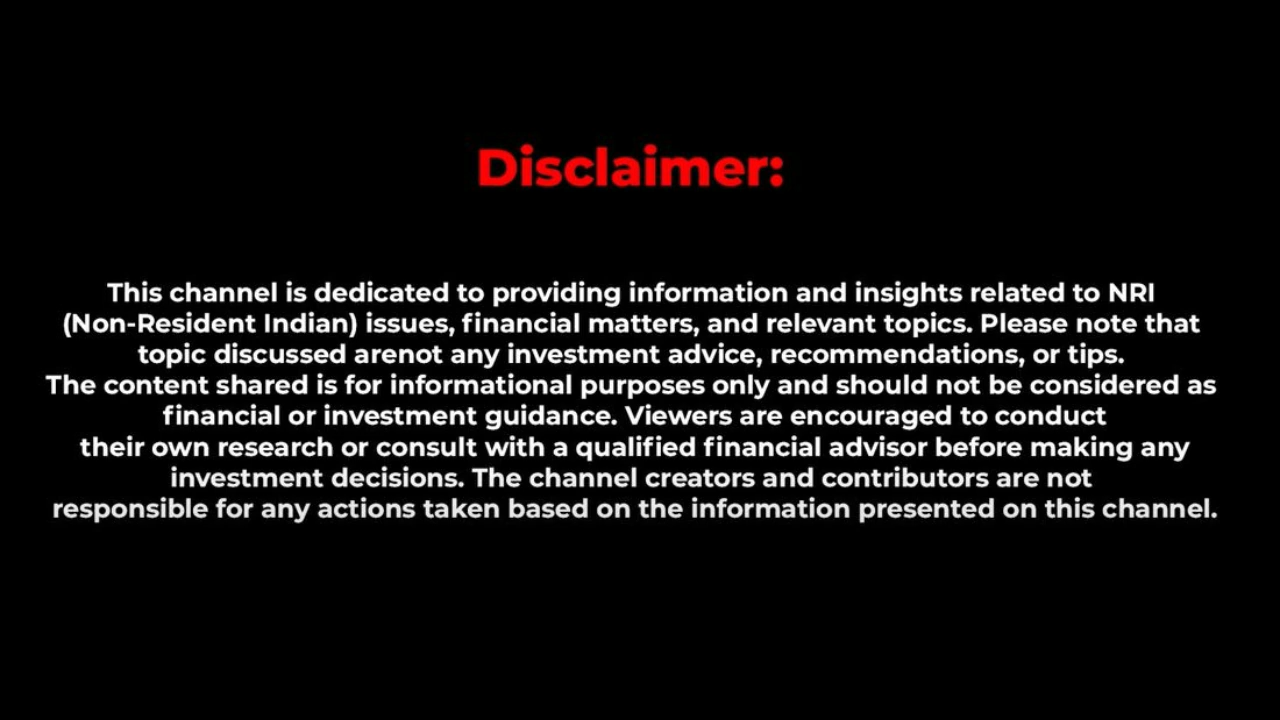 Disclaimer:
This channel is dedicated to providing information and insights related to NRI
(Non-Resident Indian) issues, financial matters, and relevant topics. Please note that
topic discussed arenot any investment advice, recommendations, or tips.
The content shared is for informational purposes only and should not be considered as
financial or investment guidance. Viewers are encouraged to conduct
their own research or consult with a qualified financial advisor before making any
investment decisions. The channel creators and contributors are not
responsible for any actions taken based on the information presented on this channel.